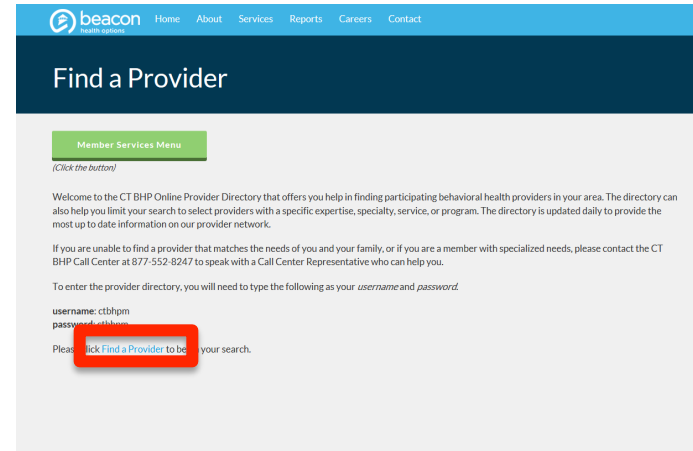 beacon
health options
Home About Services Reports Careers Contact
Find a Provider
Member Services Menu
(Click the button)
Welcome to the CT BHP Online Provider Directory that offers you help in finding participating behavioral health providers in your area. The directory can
also help you limit your search to select providers with a specific expertise, specialty, service, or program. The directory is updated daily to provide the
most up to date information on our provider network.
If you are unable to find a provider that matches the needs of you and your family, or if you are a member with specialized needs, please contact the CT
BHP Call Center at 877-552-8247 to speak with a Call Center Representative who can help you.
To enter the provider directory, you will need to type the following as your username and password.
username: ctbhpm
password: ctbhpm
Please click Find a Provider to begin your search.